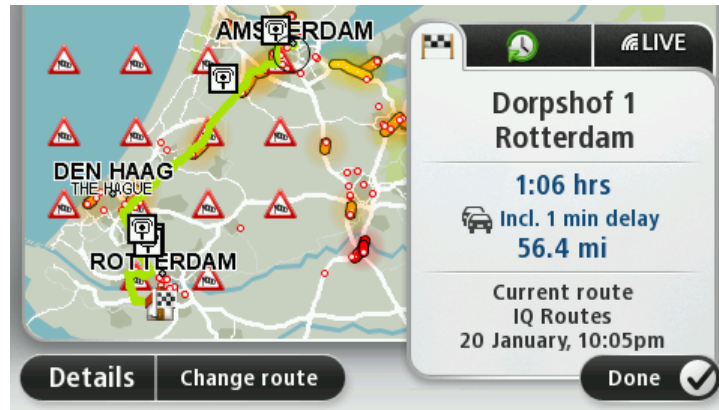 AMSTERDAM
DEN HAAG
THE HAGUE
ROTTERDAM
LIVE
Dorpshof 1
Rotterdam
1:06 hrs
Incl. 1 min delay
56.4 mi
Current route
IQ Routes
20 January, 10:05pm
Details
Change route
Done